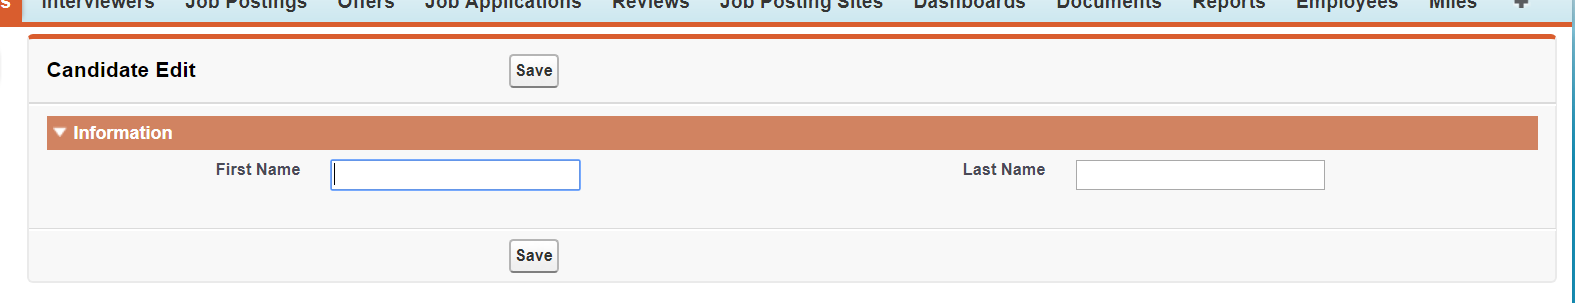 s Interviewers Job Postings Offers Job Applications Reviews Job Posting Sites Dashboards Documents Reports Employees Miles +
Candidate Edit Save
Information
First Name Last Name
Save